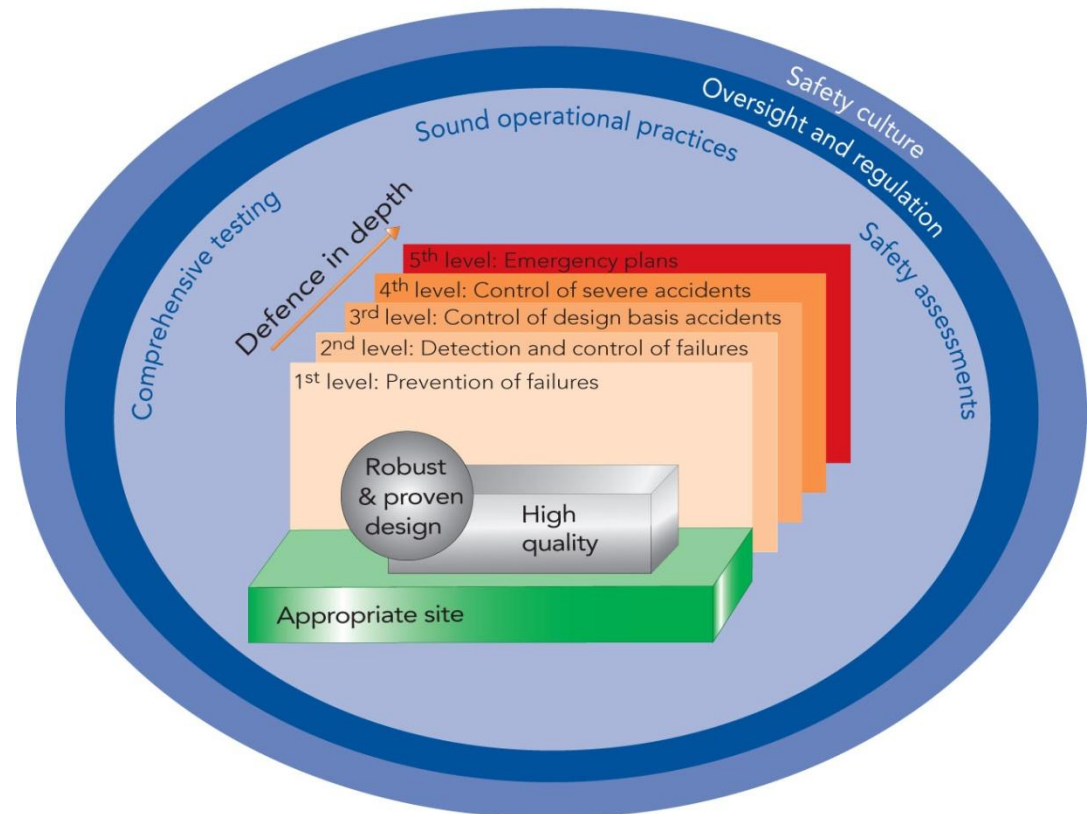 Safety culture
Oversight and regulation
Sound operational practices
Comprehensive testing
Safety assessments
Defence in depth
5th level: Emergency plans
4th level: Control of severe accidents
3rd level: Control of design basis accidents
2nd level: Detection and control of failures
1st level: Prevention of failures
Robust
& proven
design
High
quality
Appropriate site